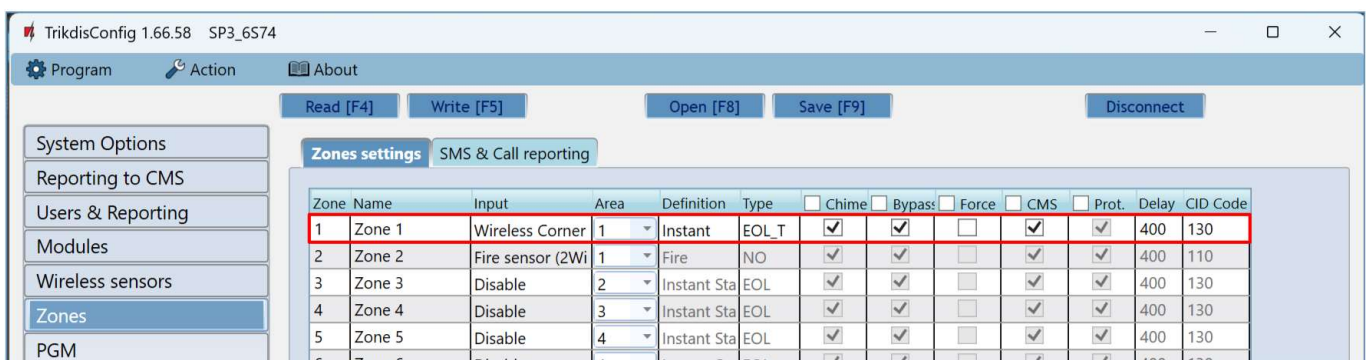 TrikdisConfig 1.66.58 SP3_6S74
Program Action About
Read [F4] Write [F5] Open [F8] Save [F9] Disconnect
System Options
Reporting to CMS
Users & Reporting
Modules
Wireless sensors
Zones
PGM
Zones settings SMS & Call reporting
Zone Name Input Area Definition Type Chime Bypass Force CMS Prot. Delay CID Code
1 Zone 1 Wireless Corner 1 Instant EOL_T 400 130
2 Zone 2 Fire sensor (2Wi 1 Fire NO 400 110
3 Zone 3 Disable 2 Instant Sta EOL 400 130
4 Zone 4 Disable 3 Instant Sta EOL 400 130
5 Zone 5 Disable 4 Instant Sta EOL 400 130